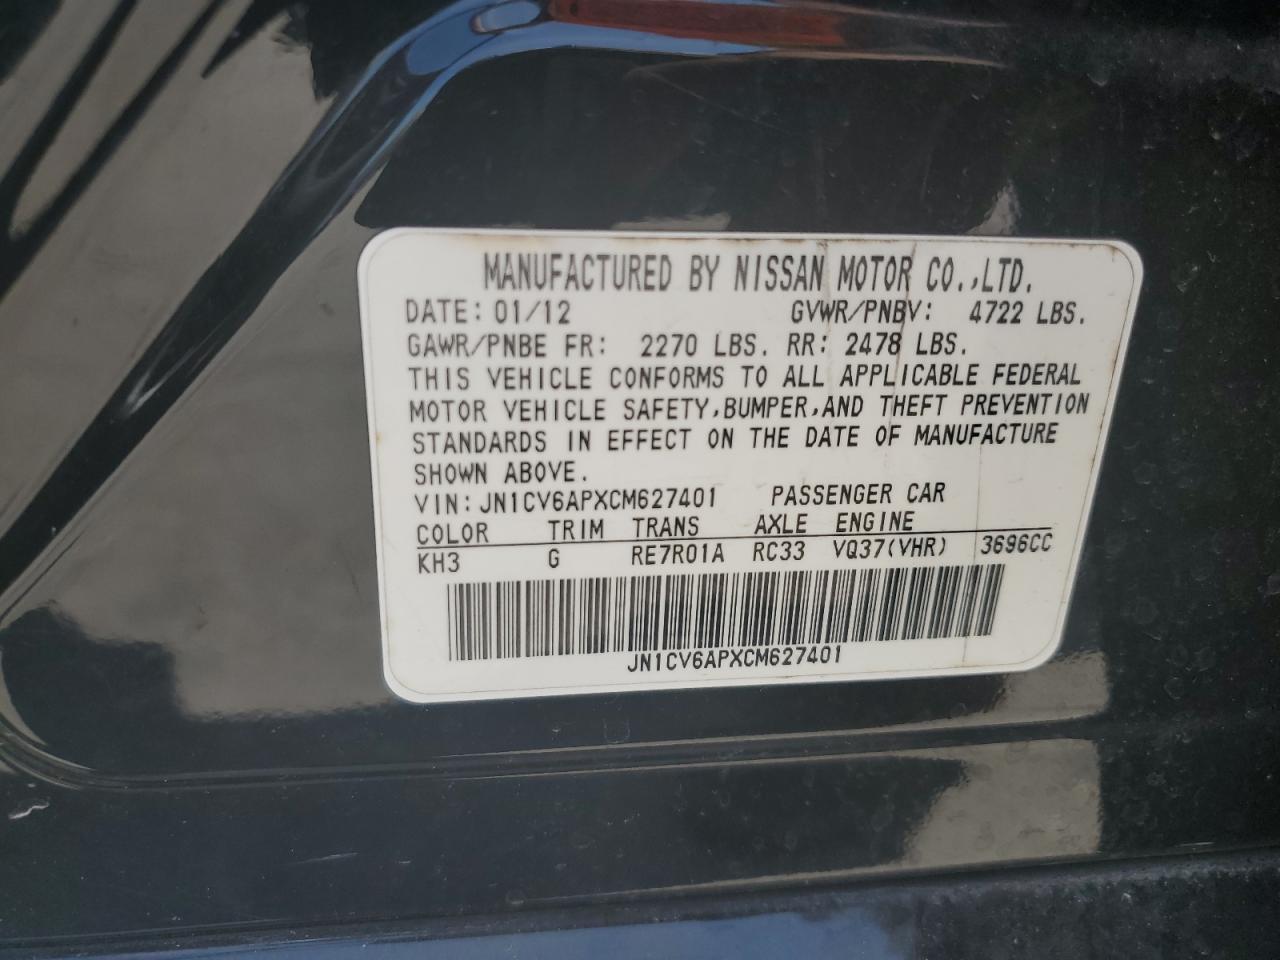 MANUFACTURED BY NISSAN MOTOR CO.,LTD.
DATE: 01/12 GVWR/PNBV: 4722 LBS.
GAWR/PNBE FR: 2270 LBS. RR: 2478 LBS.
THIS VEHICLE CONFORMS TO ALL APPLICABLE FEDERAL
MOTOR VEHICLE SAFETY,BUMPER,AND THEFT PREVENTION
STANDARDS IN EFFECT ON THE DATE OF MANUFACTURE
SHOWN ABOVE.
VIN:JN1CV6APXCM627401 PASSENGER CAR
COLOR TRIM TRANS AXLE ENGINE
KH3 G RE7R01A RC33 VQ37(VHR) 3696CC
JN1CV6APXCM627401